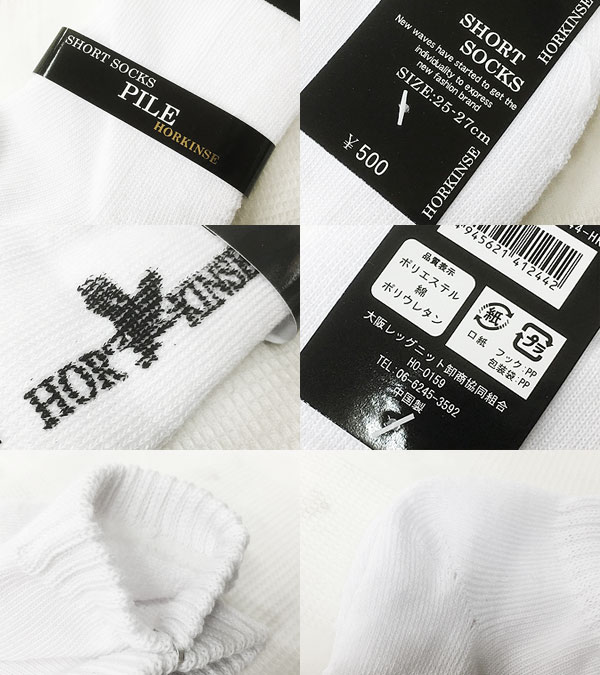 SHORT SOCKS
PILE
HORKINSE
SHORT
SOCKS
New waves have started to get the
individuality to express
new fashion brand
SIZE:25-27cm
¥500
HORKINSE
HORKINSE
HOR KINSE
945621 412442
品質表示
ポリエステル
綿
ポリウレタン
紙
口紙
プラ
フック:PP
包装袋:PP
大阪レッグニット卸商協同組合
HO-0159
TEL:06-6245-3592
中国製